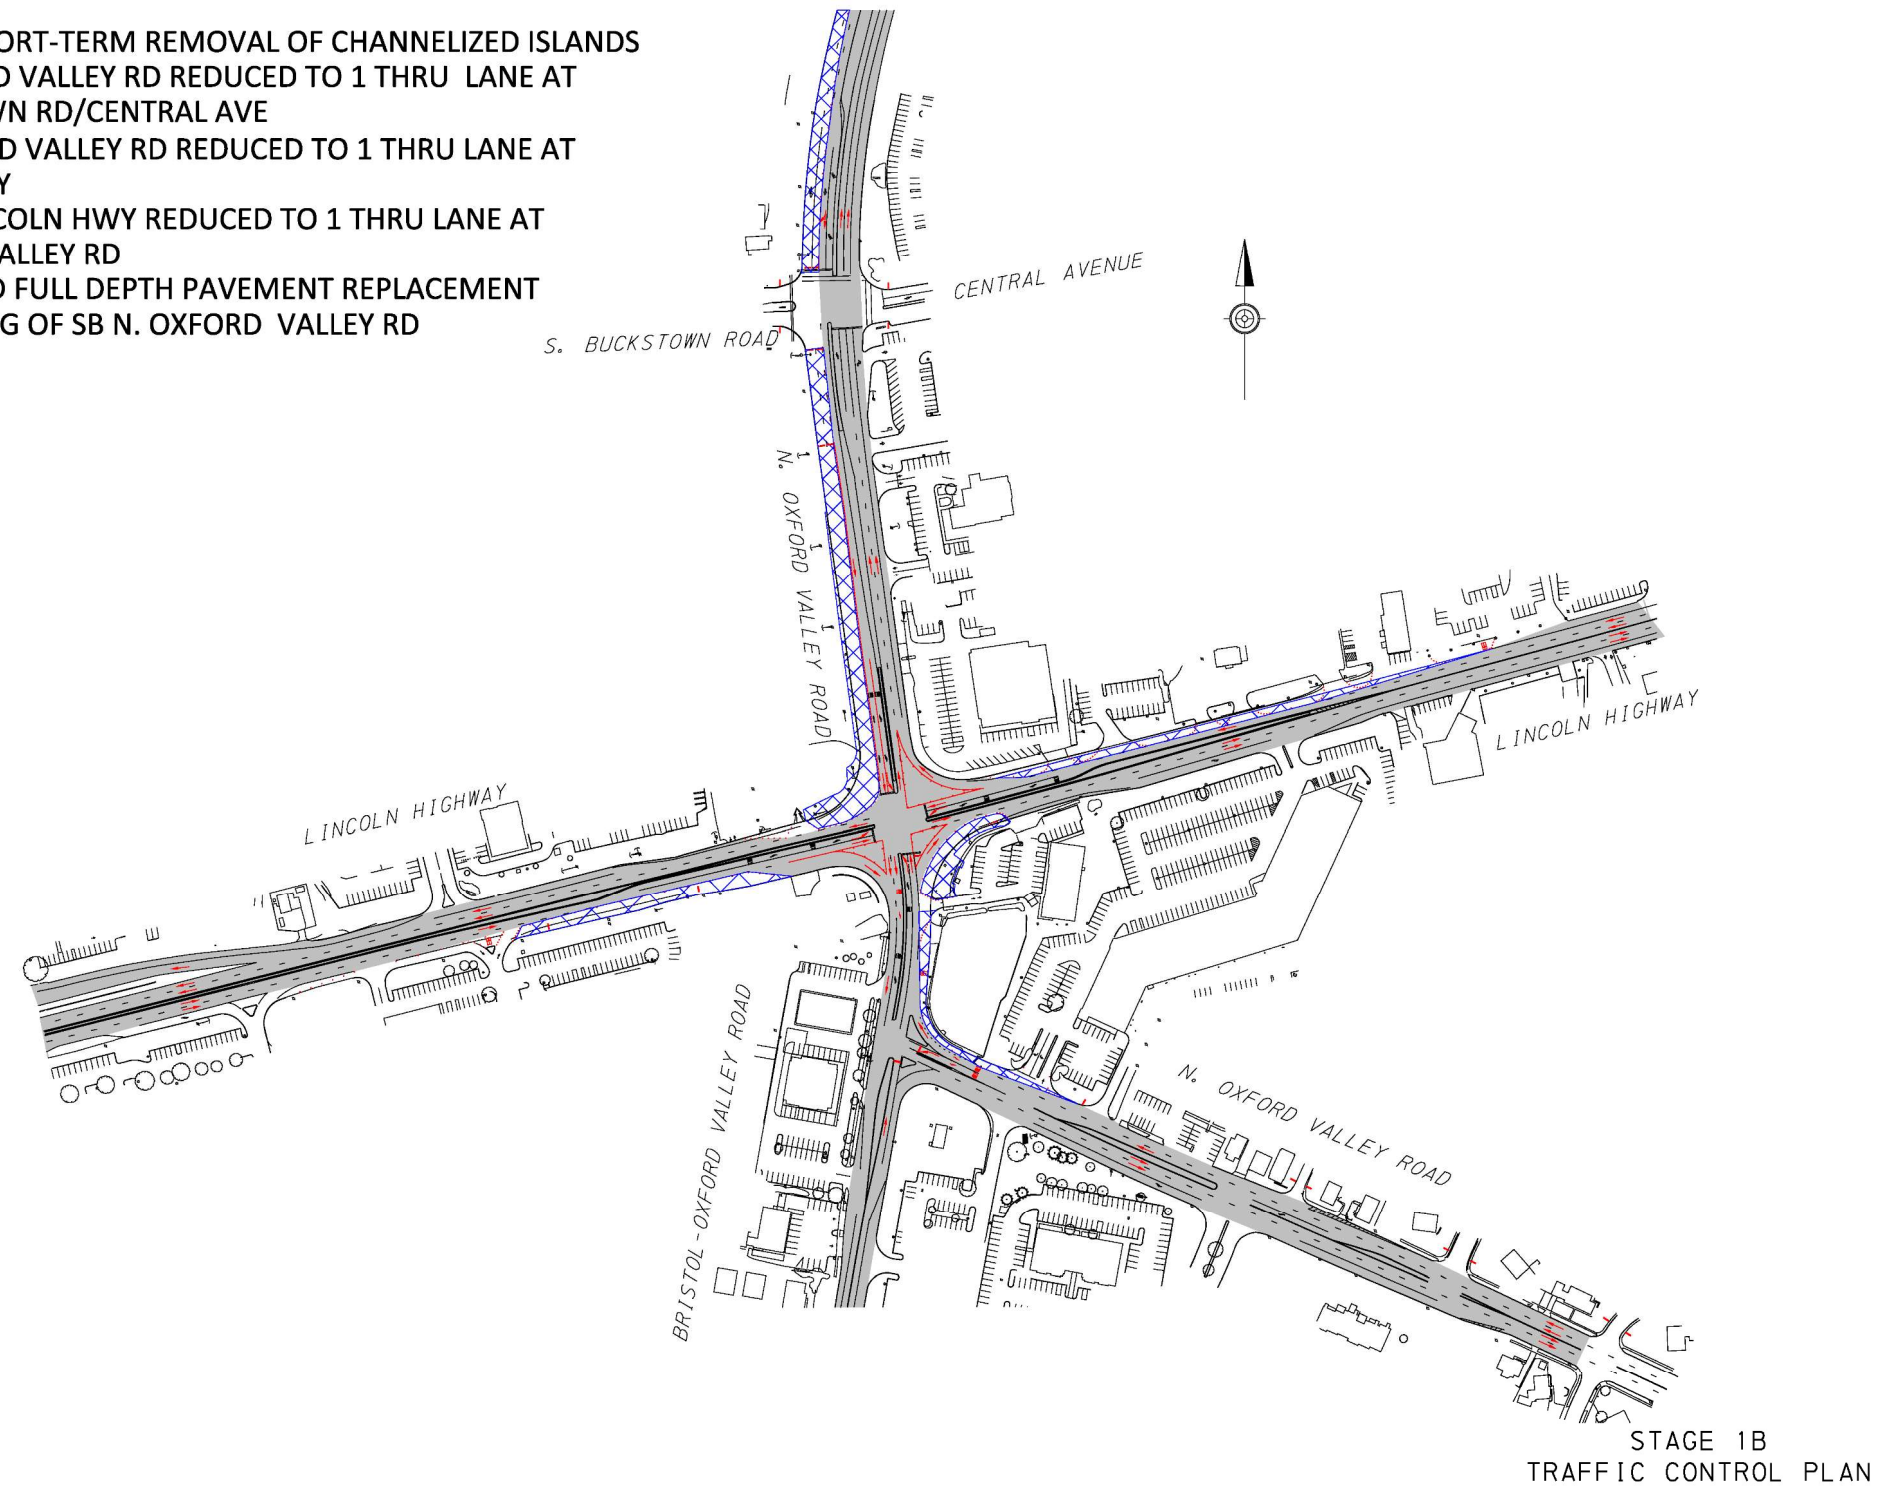 ORT-TERM REMOVAL OF CHANNELIZED ISLANDS
D VALLEY RD REDUCED TO 1 THRU LANE AT
WN RD/CENTRAL AVE
RD VALLEY RD REDUCED TO 1 THRU LANE AT
Y
COLN HWY REDUCED TO 1 THRU LANE AT
ALLEY RD
D FULL DEPTH PAVEMENT REPLACEMENT
G OF SB N. OXFORD VALLEY RD
CENTRAL AVENUE
S. BUCKSTOWN ROAD
N. OXFORD VALLEY ROAD
LINCOLN HIGHWAY
LINCOLN HIGHWAY
BRISTOL-OXFORD VALLEY ROAD
N. OXFORD VALLEY ROAD
STAGE 1B
TRAFFIC CONTROL PLAN